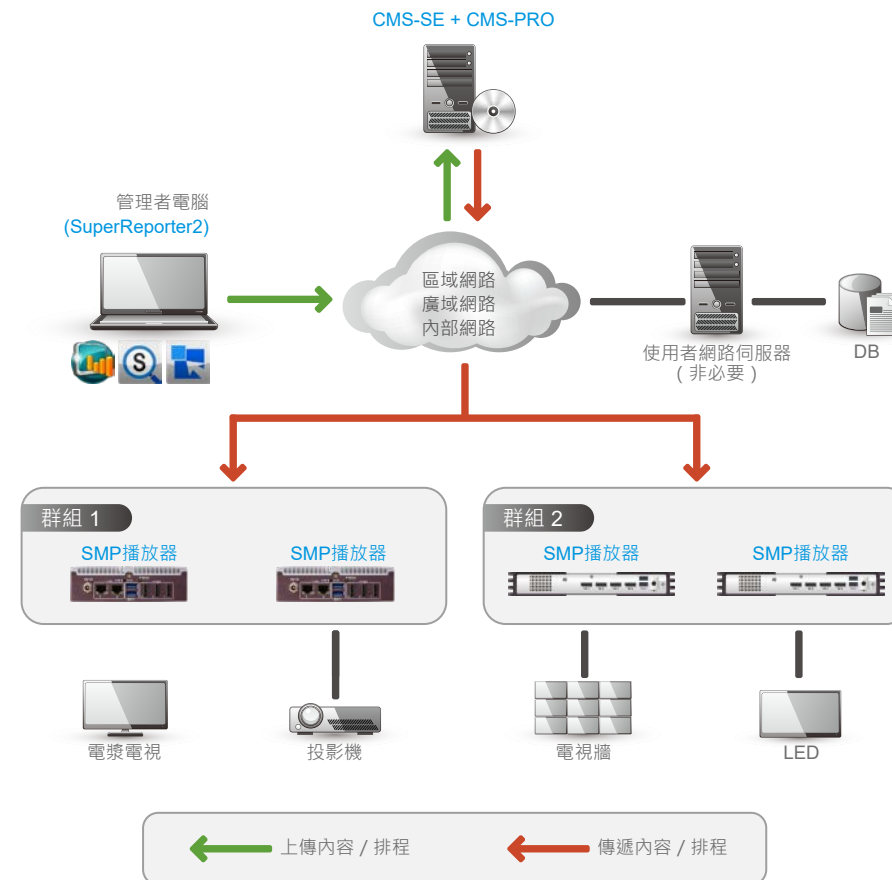 CMS-SE + CMS-PRO
管理者電腦
(SuperReporter2)
S
區域網路
廣域網路
內部網路
使用者網路伺服器
( 非必要 )
DB
群組 1
SMP播放器
SMP播放器
群組 2
SMP播放器
SMP播放器
電漿電視
投影機
電視牆
LED
上傳內容 / 排程
傳遞內容 / 排程